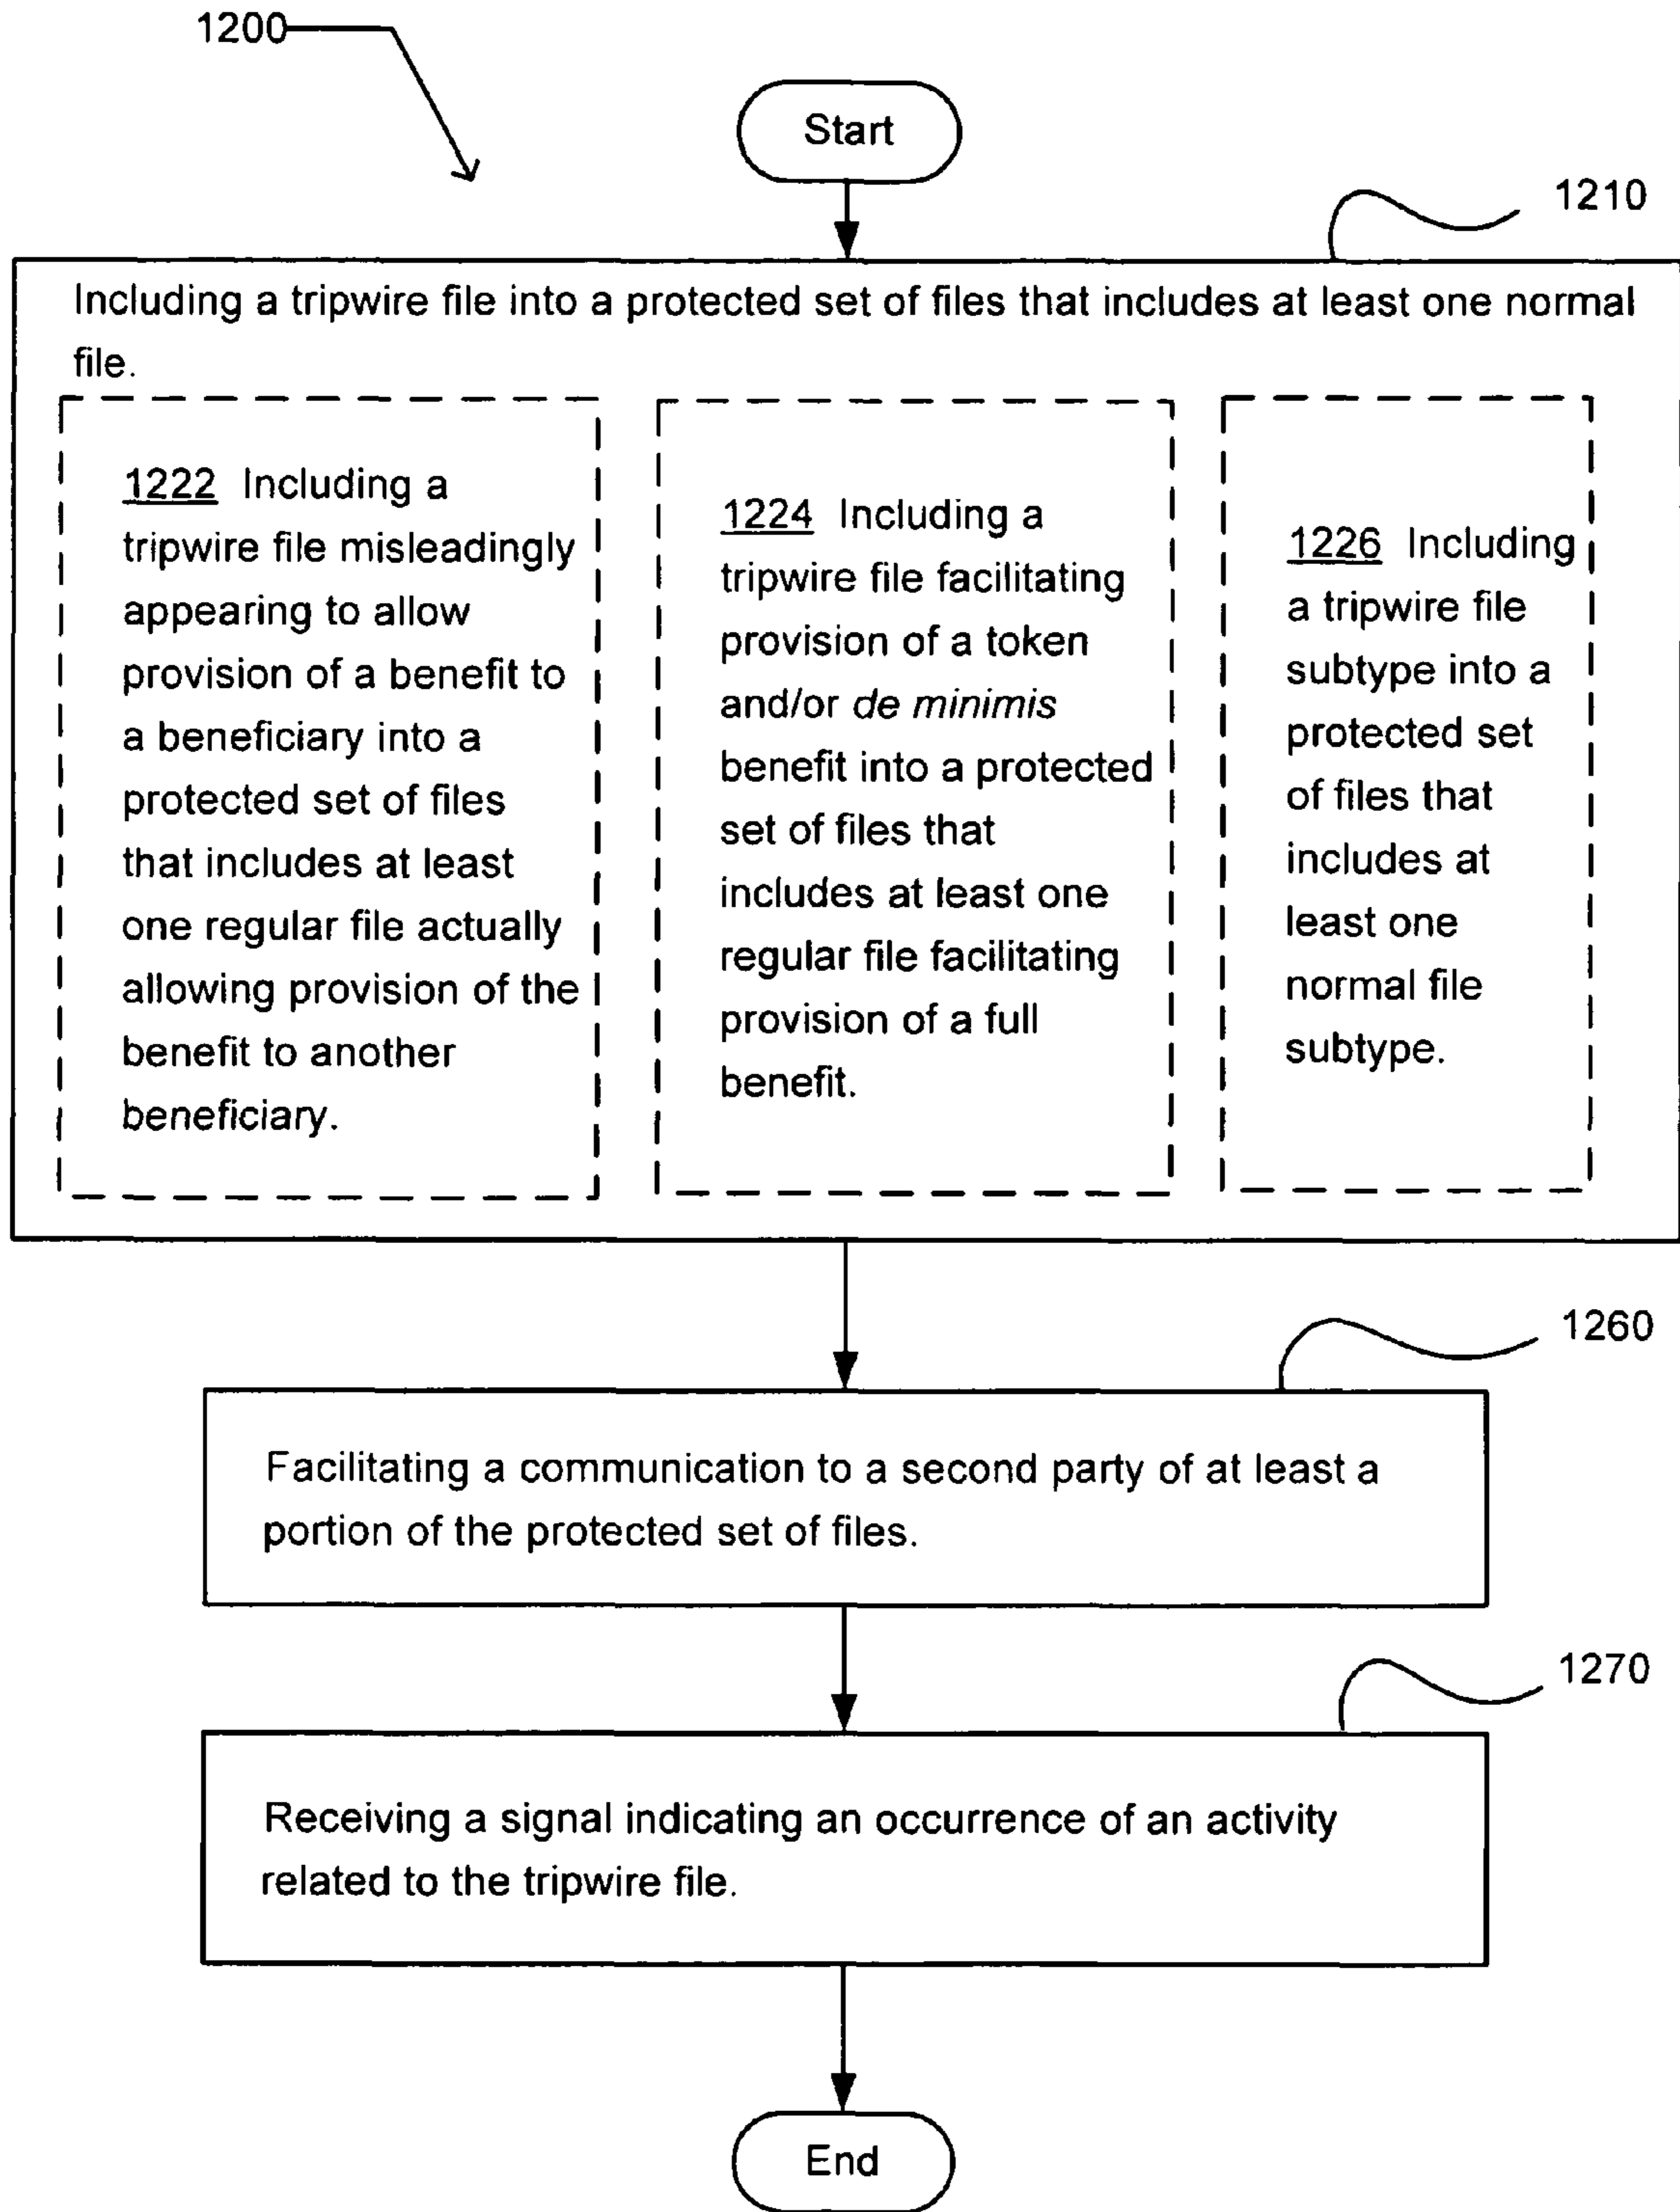 1200
Start
1210
Including a tripwire file into a protected set of files that includes at least one normal
file.
1222 Including a
tripwire file misleadingly
appearing to allow
provision of a benefit to
a beneficiary into a
protected set of files
that includes at least
one regular file actually
allowing provision of the
benefit to another
beneficiary.
1224 Including a
tripwire file facilitating
provision of a token
and/or de minimis
benefit into a protected
set of files that
includes at least one
regular file facilitating
provision of a full
benefit.
1226 Including
a tripwire file
subtype into a
protected set
of files that
includes at
least one
normal file
subtype.
1260
Facilitating a communication to a second party of at least a
portion of the protected set of files.
1270
Receiving a signal indicating an occurrence of an activity
related to the tripwire file.
End